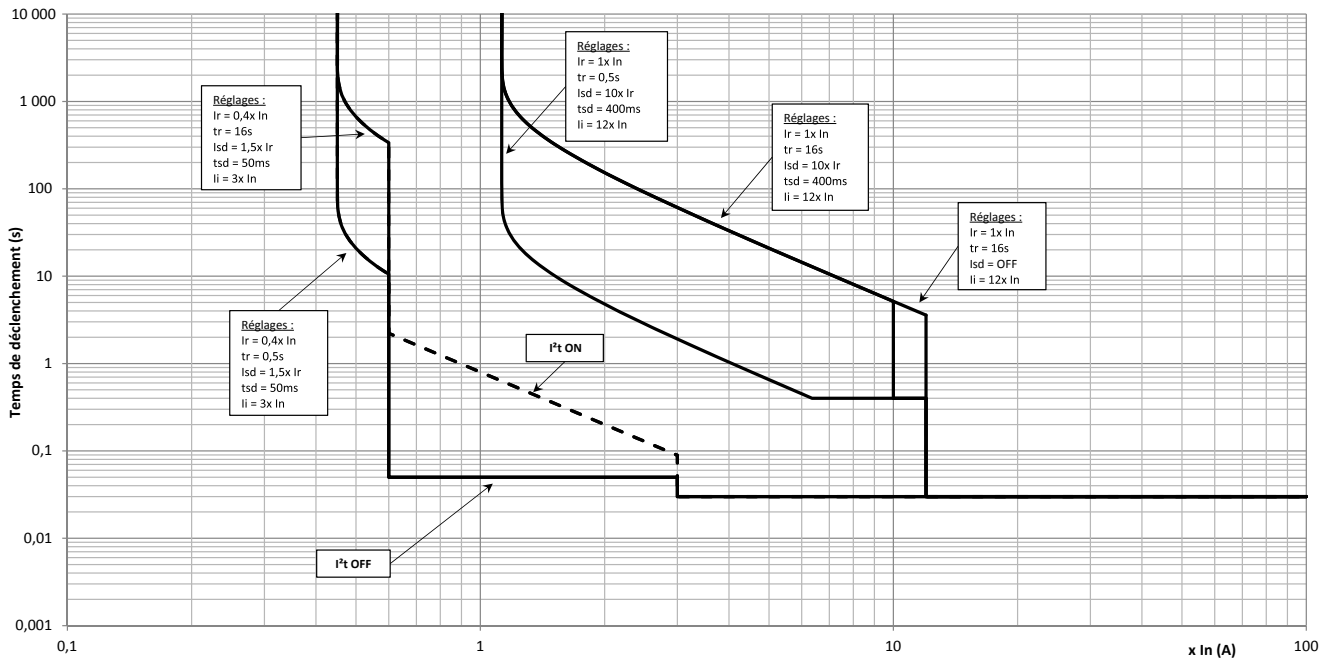 10 000
1 000
100
10
1
0,1
0,01
0,001
Temps de déclenchement (s)
0,1
1
10
100
x In (A)
Réglages :
Ir = 0,4x In
tr = 16s
Isd = 1,5x Ir
tsd = 50ms
Ii = 3x In
Réglages :
Ir = 1x In
tr = 0,5s
Isd = 10x Ir
tsd = 400ms
Ii = 12x In
Réglages :
Ir = 1x In
tr = 16s
Isd = 10x Ir
tsd = 400ms
Ii = 12x In
Réglages :
Ir = 1x In
tr = 16s
Isd = OFF
Ii = 12x In
Réglages :
Ir = 0,4x In
tr = 0,5s
Isd = 1,5x Ir
tsd = 50ms
Ii = 3x In
I²t ON
I²t OFF